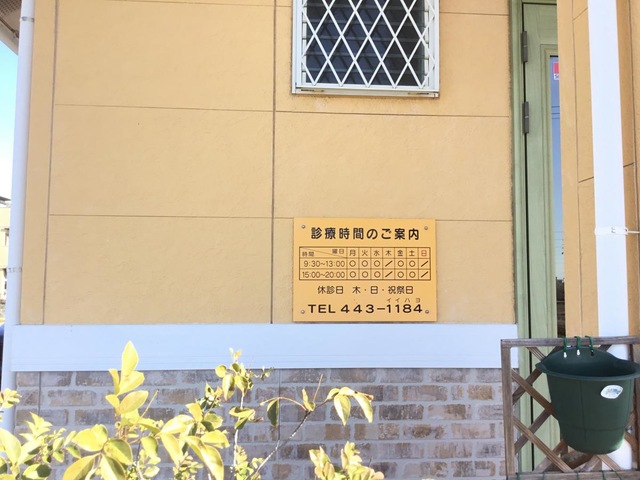 診療時間のご案内
時間 曜日 月 火 水 木 金 土 日
9:30~13:00 ○ ○ ○ / ○ ○ /
15:00~20:00 ○ ○ ○ / ○ ○ /
休診日 木・日・祝祭日
イイハヨ
TEL 443-1184